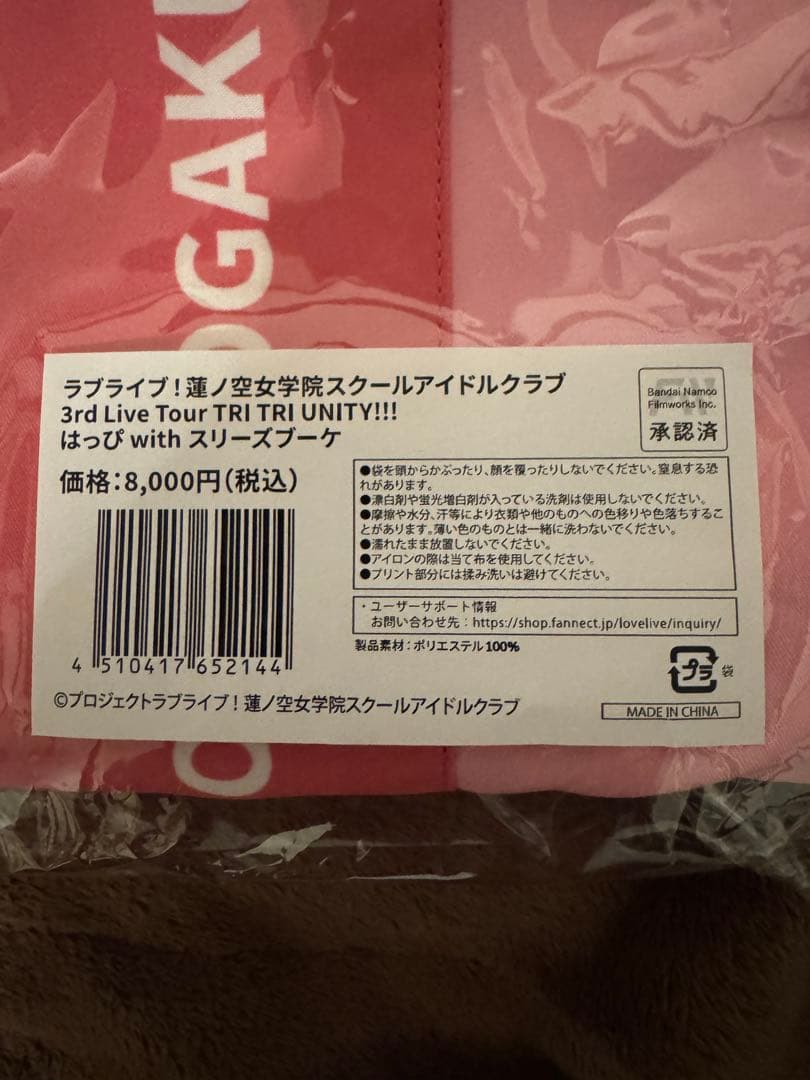 OGAKU
ラブライブ！蓮ノ空女学院スクールアイドルクラブ
3rd Live Tour TRI TRI UNITY!!!
はっぴ with スリーズブーケ
価格：8,000円（税込）
Bandai Namco
Filmworks Inc.
承認済
●袋を頭からかぶったり、顔を覆ったりしないでください。窒息する恐
れがあります。
●漂白剤や蛍光増白剤が入っている洗剤は使用しないでください。
●摩擦や水分、汗等により衣類や他のものへの色移りや色落ちするこ
とがあります。薄い色のものとは一緒に洗わないでください。
●濡れたまま放置しないでください。
●アイロンの際は当て布を使用してください。
●プリント部分には揉み洗いは避けてください。
・ユーザーサポート情報
お問い合わせ先：https://shop.fannect.jp/lovelive/inquiry/
製品素材：ポリエステル100%
4 510417 652144
プラ 袋
©プロジェクトラブライブ！蓮ノ空女学院スクールアイドルクラブ
MADE IN CHINA